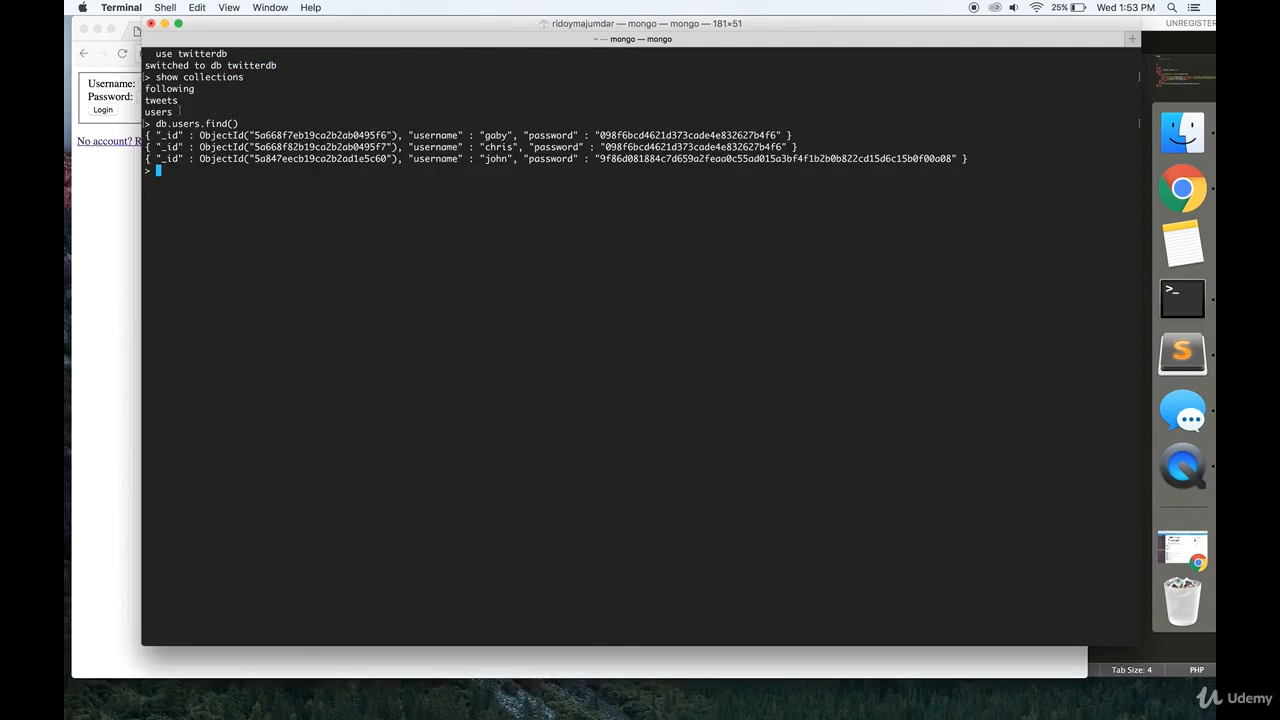 Terminal Shell Edit View Window Help 25% Wed 1:53 PM
ridoymajumdar — mongo — mongo — 181×51
UNREGISTER
~ — mongo — mongo
use twitterdb
switched to db twitterdb
> show collections
following
tweets
users
> db.users.find()
{ "_id" : ObjectId("5a668f7eb19ca2b2ab0495f6"), "username" : "gaby", "password" : "098f6bcd4621d373cade4e832627b4f6" }
{ "_id" : ObjectId("5a668f82b19ca2b2ab0495f7"), "username" : "chris", "password" : "098f6bcd4621d373cade4e832627b4f6" }
{ "_id" : ObjectId("5a847eecb19ca2b2ad1e5c60"), "username" : "john", "password" : "9f86d081884c7d659a2feaa0c55ad015a3bf4f1b2b0b822cd15d6c15b0f00a08" }
>
Username:
Password:
Login
No account? R
Tab Size: 4 PHP
Udemy